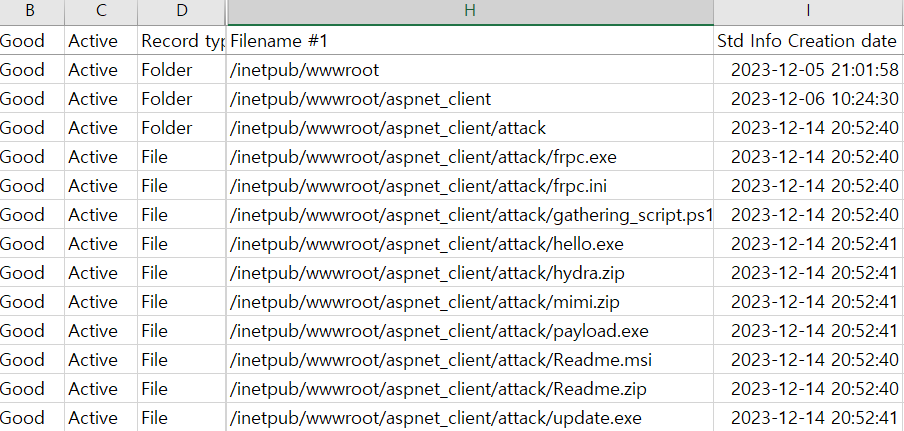 B C D H I
Good Active Record typ Filename #1 Std Info Creation date
Good Active Folder /inetpub/wwwroot 2023-12-05 21:01:58
Good Active Folder /inetpub/wwwroot/aspnet_client 2023-12-06 10:24:30
Good Active Folder /inetpub/wwwroot/aspnet_client/attack 2023-12-14 20:52:40
Good Active File /inetpub/wwwroot/aspnet_client/attack/frpc.exe 2023-12-14 20:52:40
Good Active File /inetpub/wwwroot/aspnet_client/attack/frpc.ini 2023-12-14 20:52:40
Good Active File /inetpub/wwwroot/aspnet_client/attack/gathering_script.ps1 2023-12-14 20:52:40
Good Active File /inetpub/wwwroot/aspnet_client/attack/hello.exe 2023-12-14 20:52:41
Good Active File /inetpub/wwwroot/aspnet_client/attack/hydra.zip 2023-12-14 20:52:41
Good Active File /inetpub/wwwroot/aspnet_client/attack/mimi.zip 2023-12-14 20:52:41
Good Active File /inetpub/wwwroot/aspnet_client/attack/payload.exe 2023-12-14 20:52:41
Good Active File /inetpub/wwwroot/aspnet_client/attack/Readme.msi 2023-12-14 20:52:40
Good Active File /inetpub/wwwroot/aspnet_client/attack/Readme.zip 2023-12-14 20:52:40
Good Active File /inetpub/wwwroot/aspnet_client/attack/update.exe 2023-12-14 20:52:41